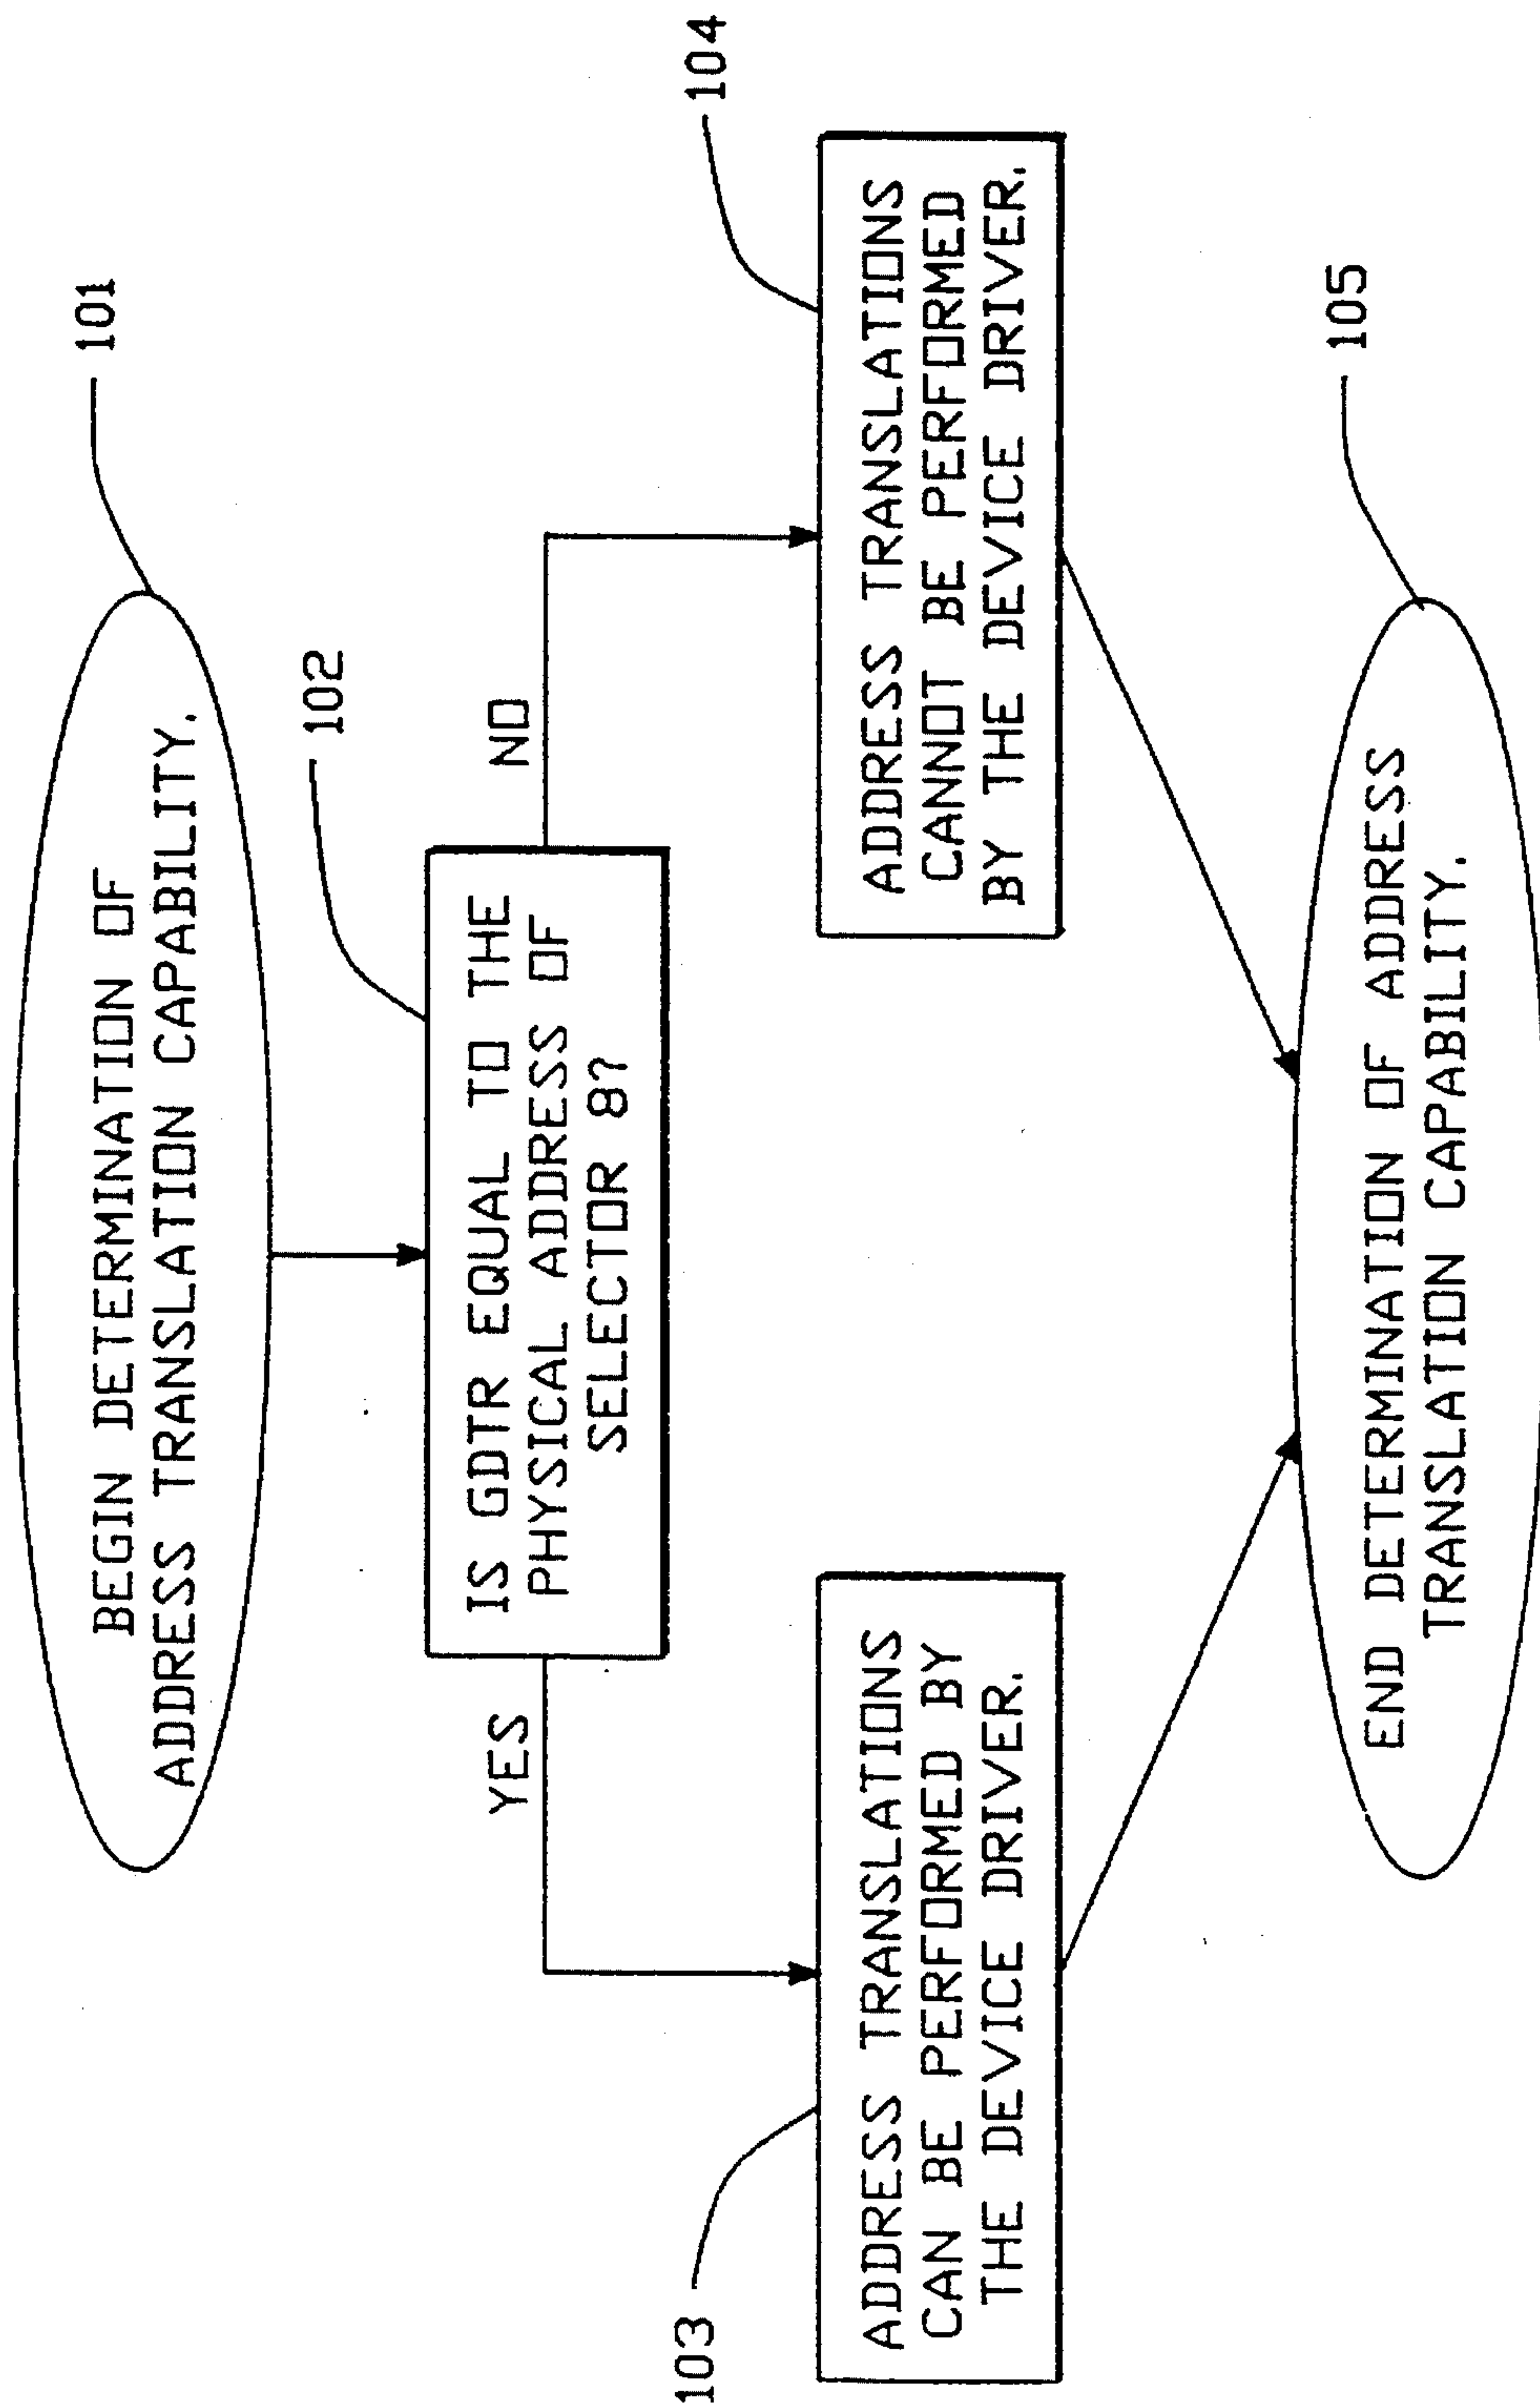 BEGIN DETERMINATION OF
ADDRESS TRANSLATION CAPABILITY.
101
102
IS GDTR EQUAL TO THE
PHYSICAL ADDRESS OF
SELECTOR 8?
YES
NO
103
ADDRESS TRANSLATIONS
CAN BE PERFORMED BY
THE DEVICE DRIVER.
104
ADDRESS TRANSLATIONS
CANNOT BE PERFORMED
BY THE DEVICE DRIVER.
105
END DETERMINATION OF ADDRESS
TRANSLATION CAPABILITY.